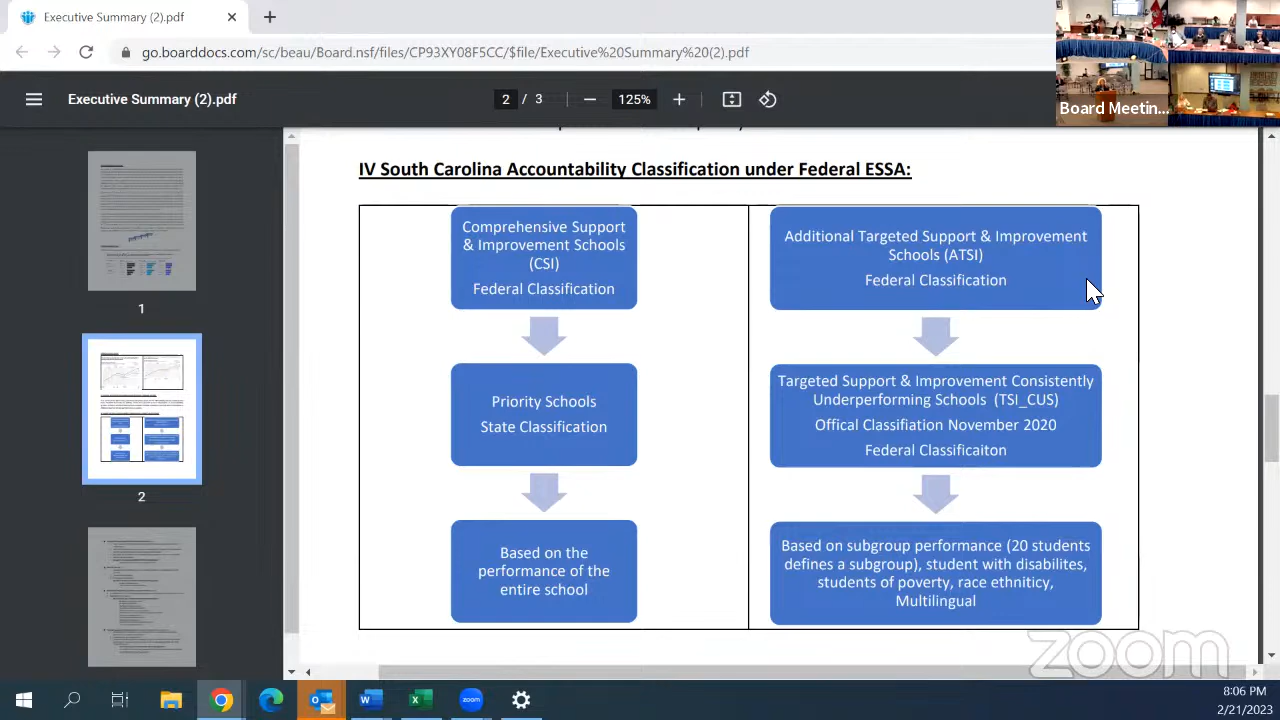 Executive Summary (2).pdf
go.boarddocs.com/sc/beau/Board.nsf/files/CP93XY08E5CC/$file/Executive%20Summary%20(2).pdf
Board Meetin...
Executive Summary (2).pdf
2 / 3
125%
IV South Carolina Accountability Classification under Federal ESSA:
Comprehensive Support
& Improvement Schools
(CSI)
Federal Classification
Priority Schools
State Classification
Based on the
performance of the
entire school
Additional Targeted Support & Improvement
Schools (ATSI)
Federal Classification
Targeted Support & Improvement Consistently
Underperforming Schools (TSI_CUS)
Offical Classifiation November 2020
Federal Classificaiton
Based on subgroup performance (20 students
defines a subgroup), student with disabilites,
students of poverty, race ethniticy,
Multilingual
1
2
zoom
zoom
8:06 PM
2/21/2023